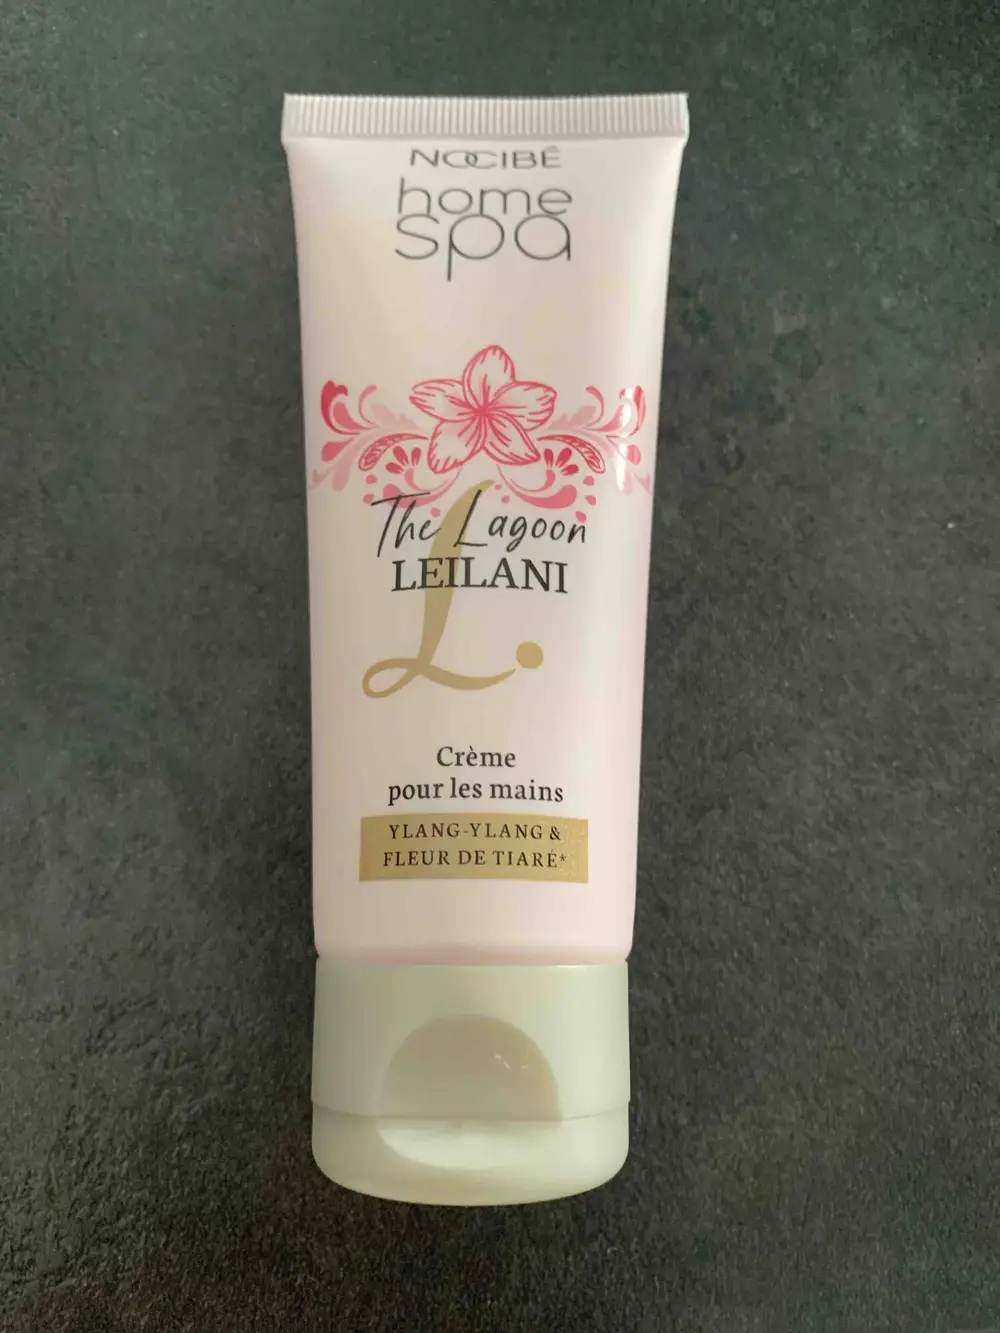 NOCIBÉ
home
spa
The Lagoon
LEILANI
L.
Crème
pour les mains
YLANG-YLANG &
FLEUR DE TIARÉ*